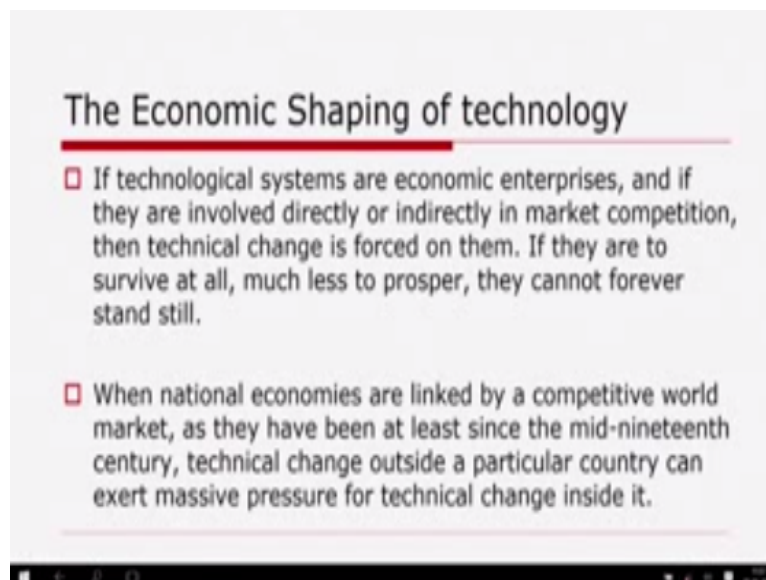 The Economic Shaping of technology
If technological systems are economic enterprises, and if
they are involved directly or indirectly in market competition,
then technical change is forced on them. If they are to
survive at all, much less to prosper, they cannot forever
stand still.
When national economies are linked by a competitive world
market, as they have been at least since the mid-nineteenth
century, technical change outside a particular country can
exert massive pressure for technical change inside it.